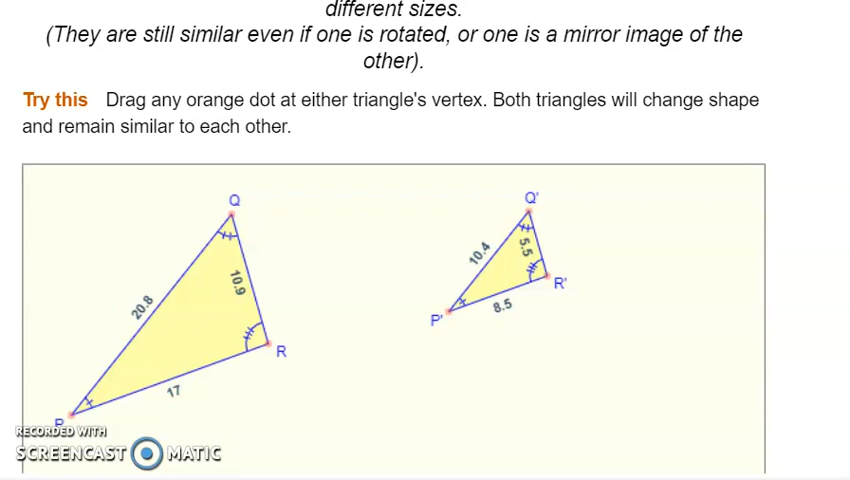 different sizes.
(They are still similar even if one is rotated, or one is a mirror image of the
other).
Try this Drag any orange dot at either triangle's vertex. Both triangles will change shape
and remain similar to each other.
Q
Q'
20.8
10.9
10.4
5.5
R'
P'
8.5
R
17
P
RECORDED WITH
SCREENCAST MATIC